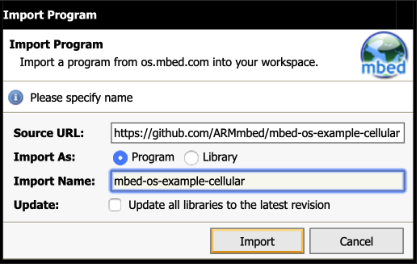 Import Program
Import Program
Import a program from os.mbed.com into your workspace.
mbed
Please specify name
Source URL: https://github.com/ARMmbed/mbed-os-example-cellular
Import As: Program Library
Import Name: mbed-os-example-cellular
Update: Update all libraries to the latest revision
Import Cancel